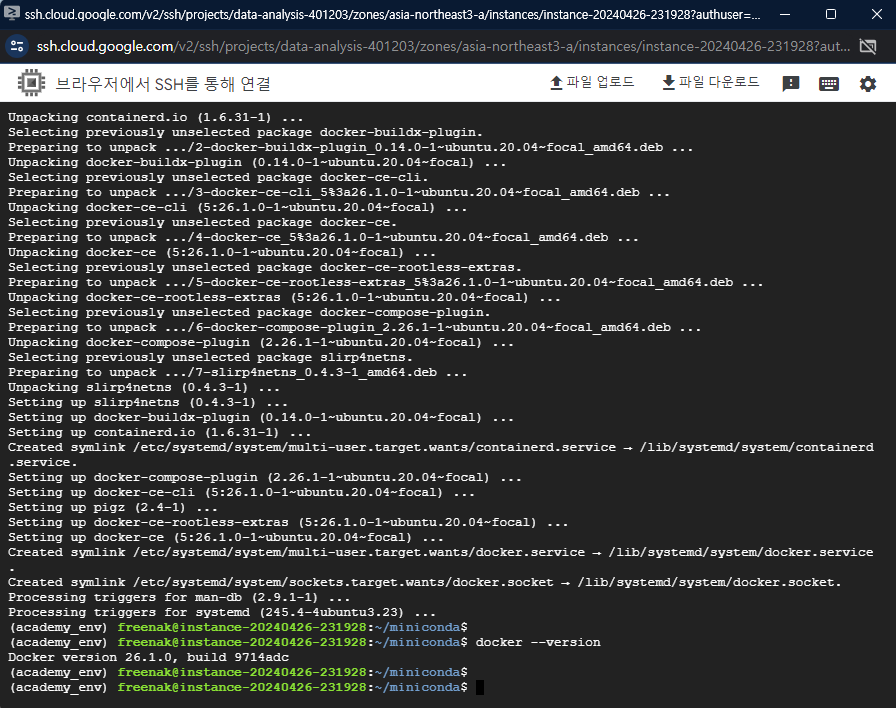 ssh.cloud.google.com/v2/ssh/projects/data-analysis-401203/zones/asia-northeast3-a/instances/instance-20240426-231928?authuser=...
ssh.cloud.google.com/v2/ssh/projects/data-analysis-401203/zones/asia-northeast3-a/instances/instance-20240426-231928?aut...
브라우저에서 SSH를 통해 연결
파일 업로드
파일 다운로드
Unpacking containerd.io (1.6.31-1) ...
Selecting previously unselected package docker-buildx-plugin.
Preparing to unpack .../2-docker-buildx-plugin_0.14.0-1~ubuntu.20.04~focal_amd64.deb ...
Unpacking docker-buildx-plugin (0.14.0-1~ubuntu.20.04~focal) ...
Selecting previously unselected package docker-ce-cli.
Preparing to unpack .../3-docker-ce-cli_5%3a26.1.0-1~ubuntu.20.04~focal_amd64.deb ...
Unpacking docker-ce-cli (5:26.1.0-1~ubuntu.20.04~focal) ...
Selecting previously unselected package docker-ce.
Preparing to unpack .../4-docker-ce_5%3a26.1.0-1~ubuntu.20.04~focal_amd64.deb ...
Unpacking docker-ce (5:26.1.0-1~ubuntu.20.04~focal) ...
Selecting previously unselected package docker-ce-rootless-extras.
Preparing to unpack .../5-docker-ce-rootless-extras_5%3a26.1.0-1~ubuntu.20.04~focal_amd64.deb ...
Unpacking docker-ce-rootless-extras (5:26.1.0-1~ubuntu.20.04~focal) ...
Selecting previously unselected package docker-compose-plugin.
Preparing to unpack .../6-docker-compose-plugin_2.26.1-1~ubuntu.20.04~focal_amd64.deb ...
Unpacking docker-compose-plugin (2.26.1-1~ubuntu.20.04~focal) ...
Selecting previously unselected package slirp4netns.
Preparing to unpack .../7-slirp4netns_0.4.3-1_amd64.deb ...
Unpacking slirp4netns (0.4.3-1) ...
Setting up slirp4netns (0.4.3-1) ...
Setting up docker-buildx-plugin (0.14.0-1~ubuntu.20.04~focal) ...
Setting up containerd.io (1.6.31-1) ...
Created symlink /etc/systemd/system/multi-user.target.wants/containerd.service → /lib/systemd/system/containerd
.service.
Setting up docker-compose-plugin (2.26.1-1~ubuntu.20.04~focal) ...
Setting up docker-ce-cli (5:26.1.0-1~ubuntu.20.04~focal) ...
Setting up pigz (2.4-1) ...
Setting up docker-ce-rootless-extras (5:26.1.0-1~ubuntu.20.04~focal) ...
Setting up docker-ce (5:26.1.0-1~ubuntu.20.04~focal) ...
Created symlink /etc/systemd/system/multi-user.target.wants/docker.service → /lib/systemd/system/docker.service
.
Created symlink /etc/systemd/system/sockets.target.wants/docker.socket → /lib/systemd/system/docker.socket.
Processing triggers for man-db (2.9.1-1) ...
Processing triggers for systemd (245.4-4ubuntu3.23) ...
(academy_env) freenak@instance-20240426-231928:~/miniconda$
(academy_env) freenak@instance-20240426-231928:~/miniconda$ docker --version
Docker version 26.1.0, build 9714adc
(academy_env) freenak@instance-20240426-231928:~/miniconda$
(academy_env) freenak@instance-20240426-231928:~/miniconda$